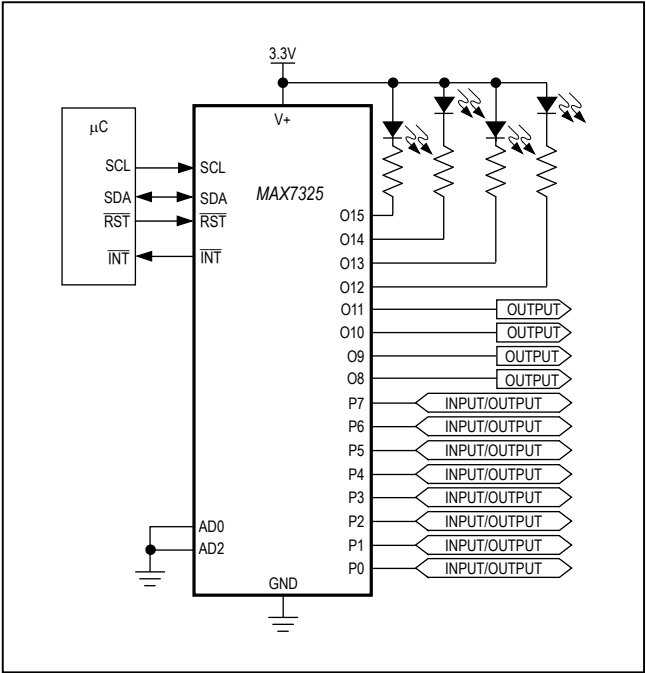 3.3V
μC
V+
SCL
SCL
SDA
SDA
MAX7325
RST
RST
INT
INT
O15
O14
O13
O12
O11
OUTPUT
O10
OUTPUT
O9
OUTPUT
O8
OUTPUT
P7
INPUT/OUTPUT
P6
INPUT/OUTPUT
P5
INPUT/OUTPUT
P4
INPUT/OUTPUT
P3
INPUT/OUTPUT
P2
INPUT/OUTPUT
P1
INPUT/OUTPUT
P0
INPUT/OUTPUT
AD0
AD2
GND